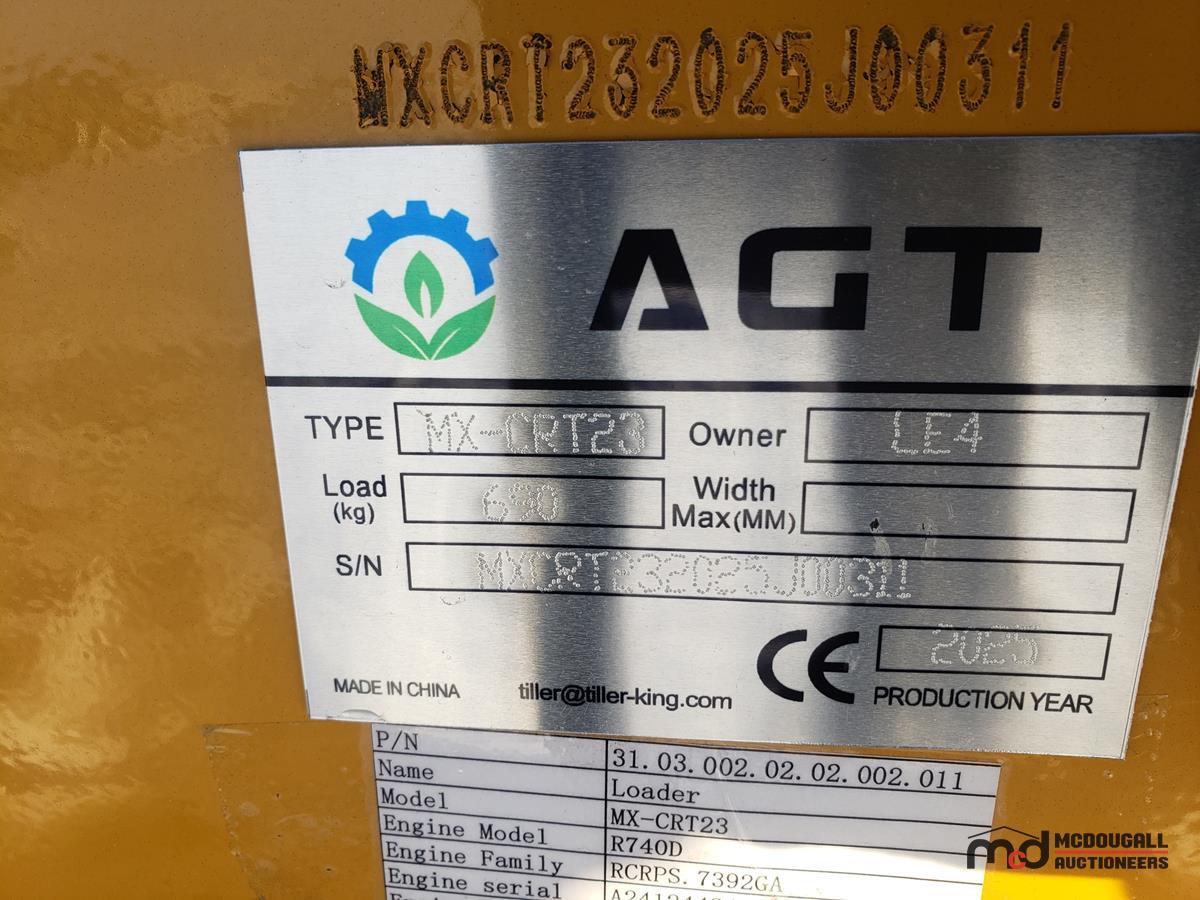 MXCRT232025J00311
AGT
TYPE MX-CRT23 Owner LE4
Load (kg) 690 Width Max(MM)
S/N MXCRT232025J00311
CE 2025
MADE IN CHINA tiller@tiller-king.com PRODUCTION YEAR
P/N 31.03.002.02.02.002.011
Name Loader
Model MX-CRT23
Engine Model R740D
Engine Family RCRPS.7392GA
Engine serial
mcd MCDOUGALL
AUCTIONEERS